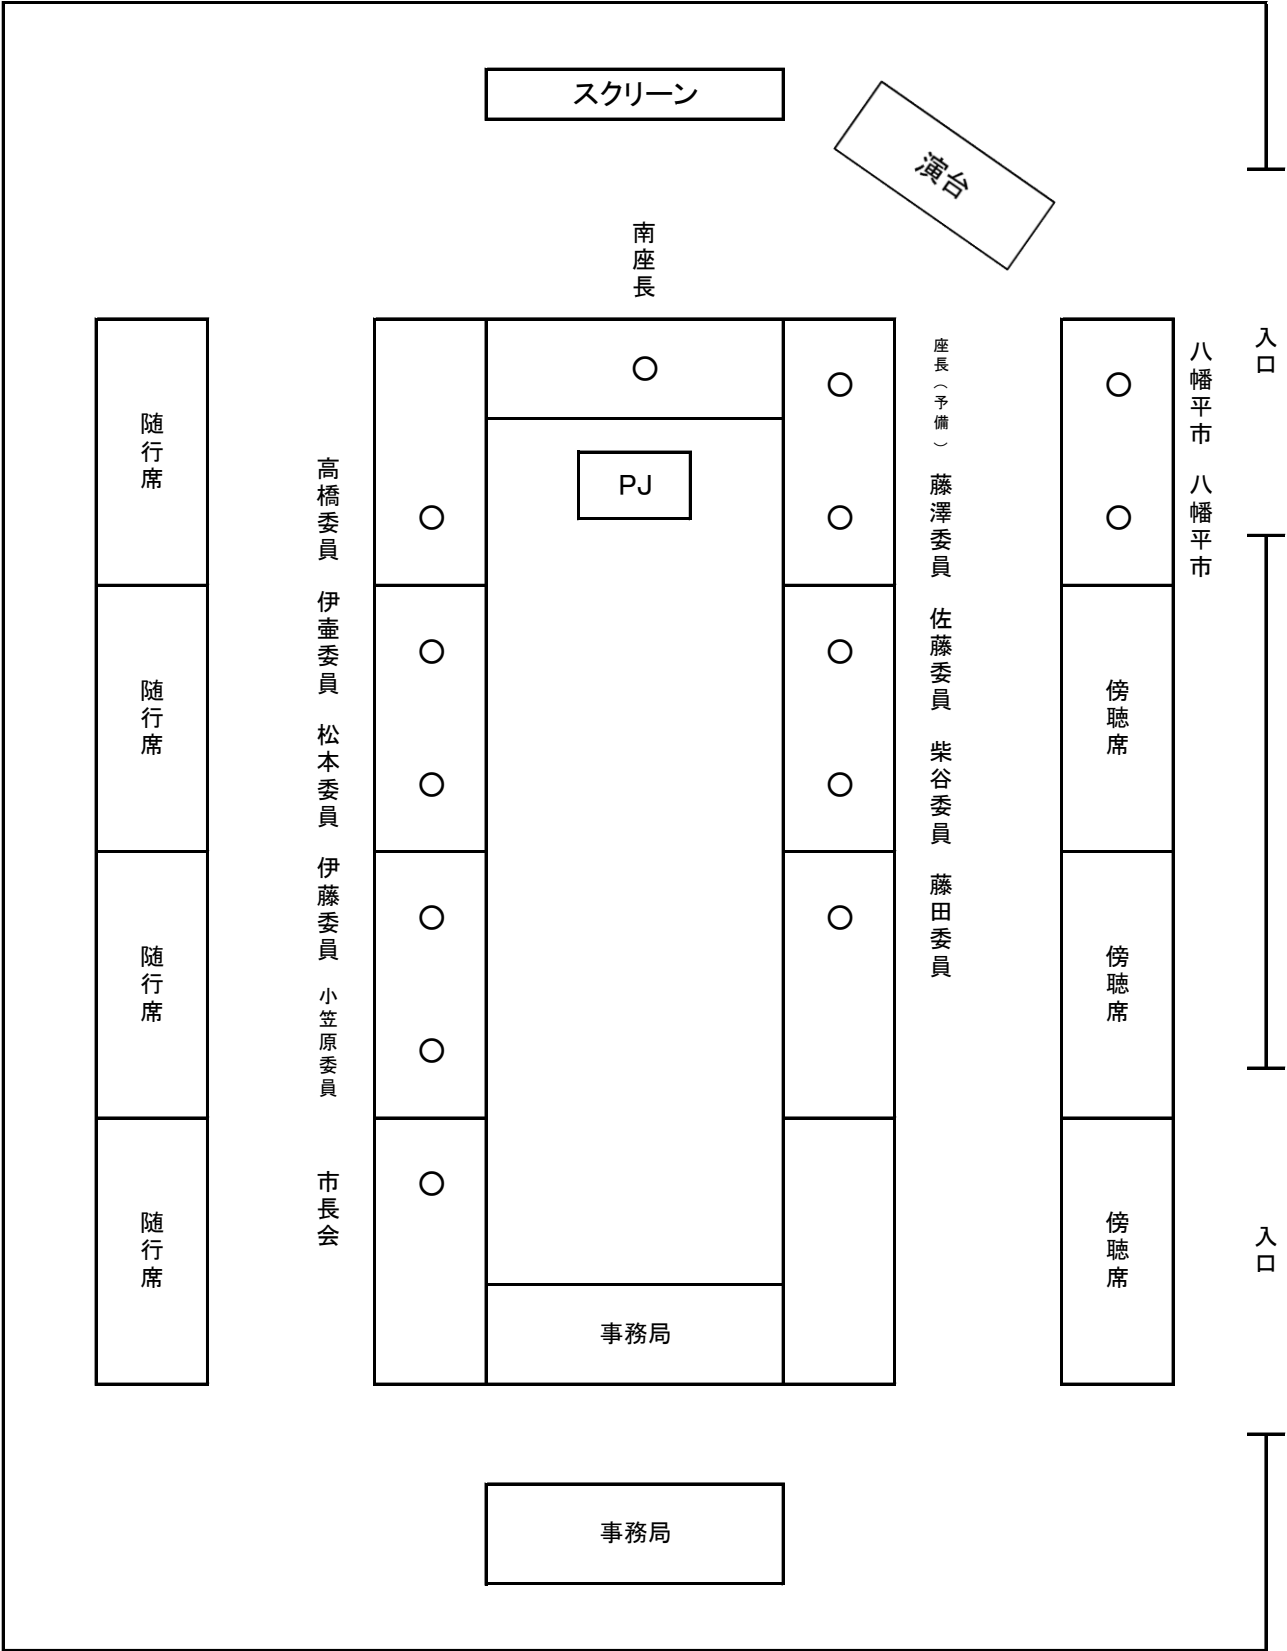 スクリーン
演台
南座長
座長（予備）
八幡平市
入口
PJ
随行席
高橋委員
藤澤委員
八幡平市
伊壷委員
佐藤委員
随行席
傍聴席
松本委員
柴谷委員
伊藤委員
藤田委員
随行席
傍聴席
小笠原委員
市長会
随行席
傍聴席
入口
事務局
事務局